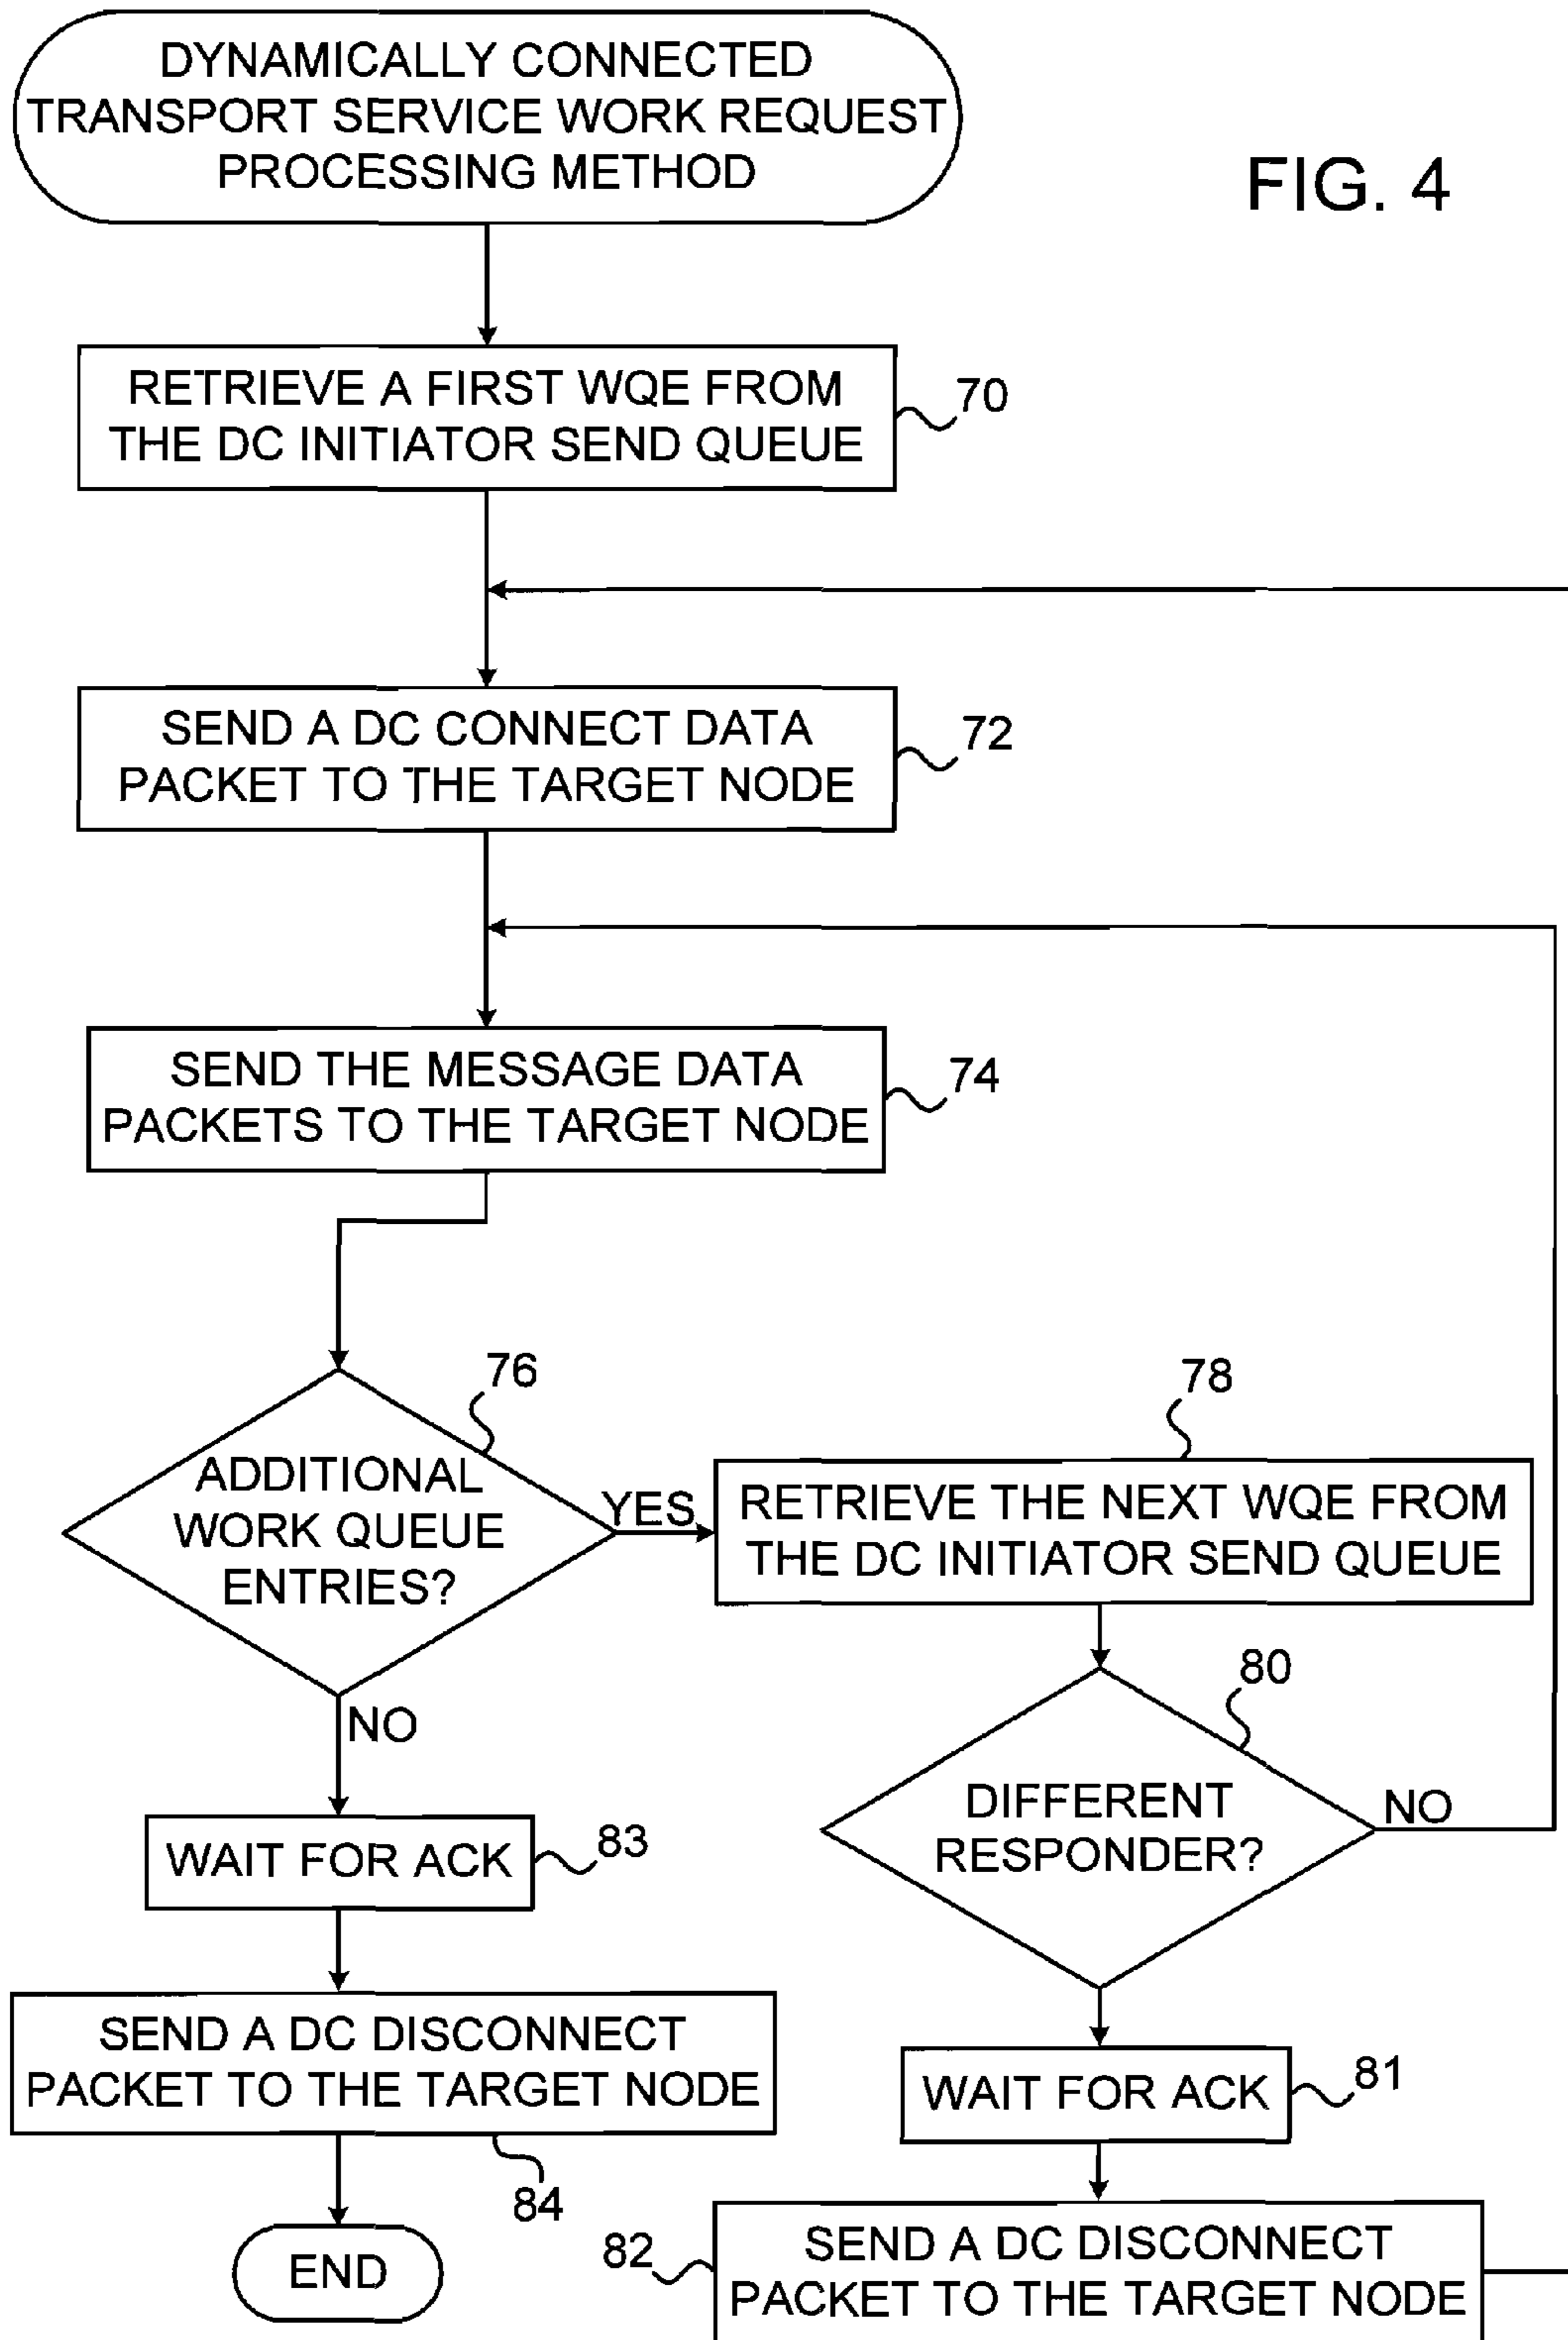 DYNAMICALLY CONNECTED
TRANSPORT SERVICE WORK REQUEST
PROCESSING METHOD
FIG. 4
RETRIEVE A FIRST WQE FROM
THE DC INITIATOR SEND QUEUE
70
SEND A DC CONNECT DATA
PACKET TO THE TARGET NODE
72
SEND THE MESSAGE DATA
PACKETS TO THE TARGET NODE
74
76
ADDITIONAL
WORK QUEUE
ENTRIES?
YES
78
RETRIEVE THE NEXT WQE FROM
THE DC INITIATOR SEND QUEUE
80
DIFFERENT
RESPONDER?
NO
NO
WAIT FOR ACK
83
SEND A DC DISCONNECT
PACKET TO THE TARGET NODE
84
END
WAIT FOR ACK
81
82
SEND A DC DISCONNECT
PACKET TO THE TARGET NODE